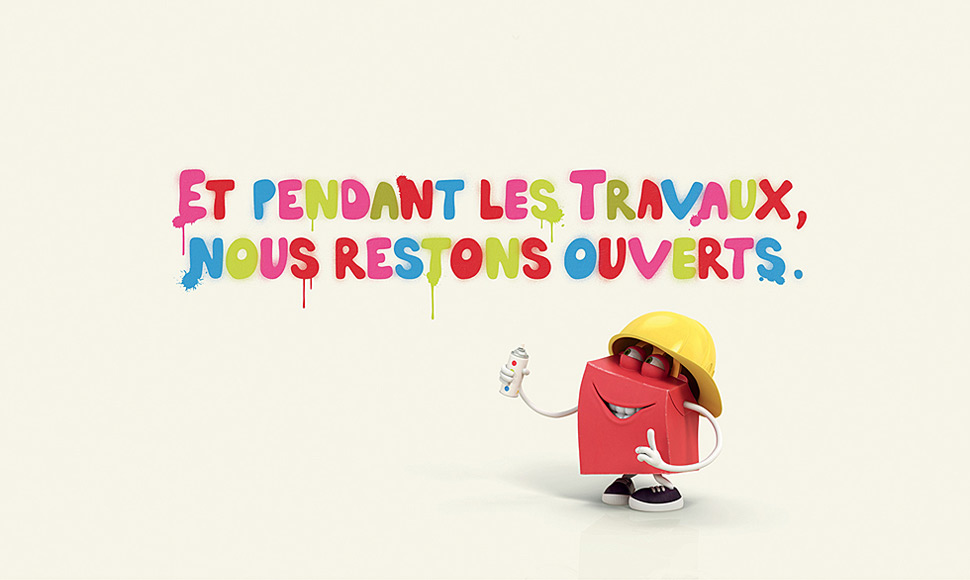 ET PENDANT LES TRAVAUX,
NOUS RESTONS OUVERTS.